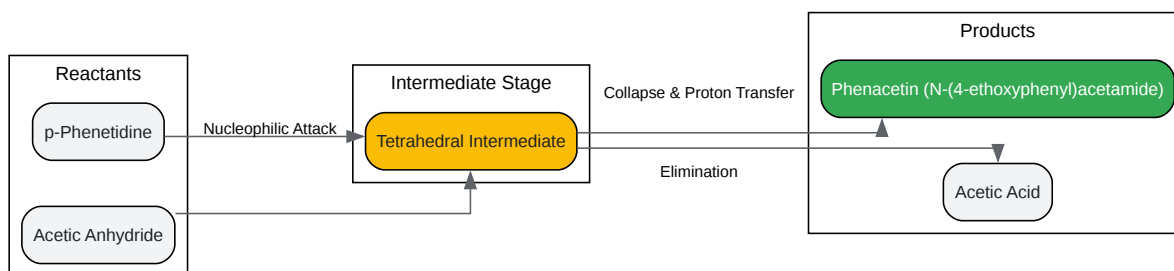 Reactants
p-Phenetidine
Acetic Anhydride
Nucleophilic Attack
Intermediate Stage
Tetrahedral Intermediate
Collapse & Proton Transfer
Elimination
Products
Phenacetin (N-(4-ethoxyphenyl)acetamide)
Acetic Acid